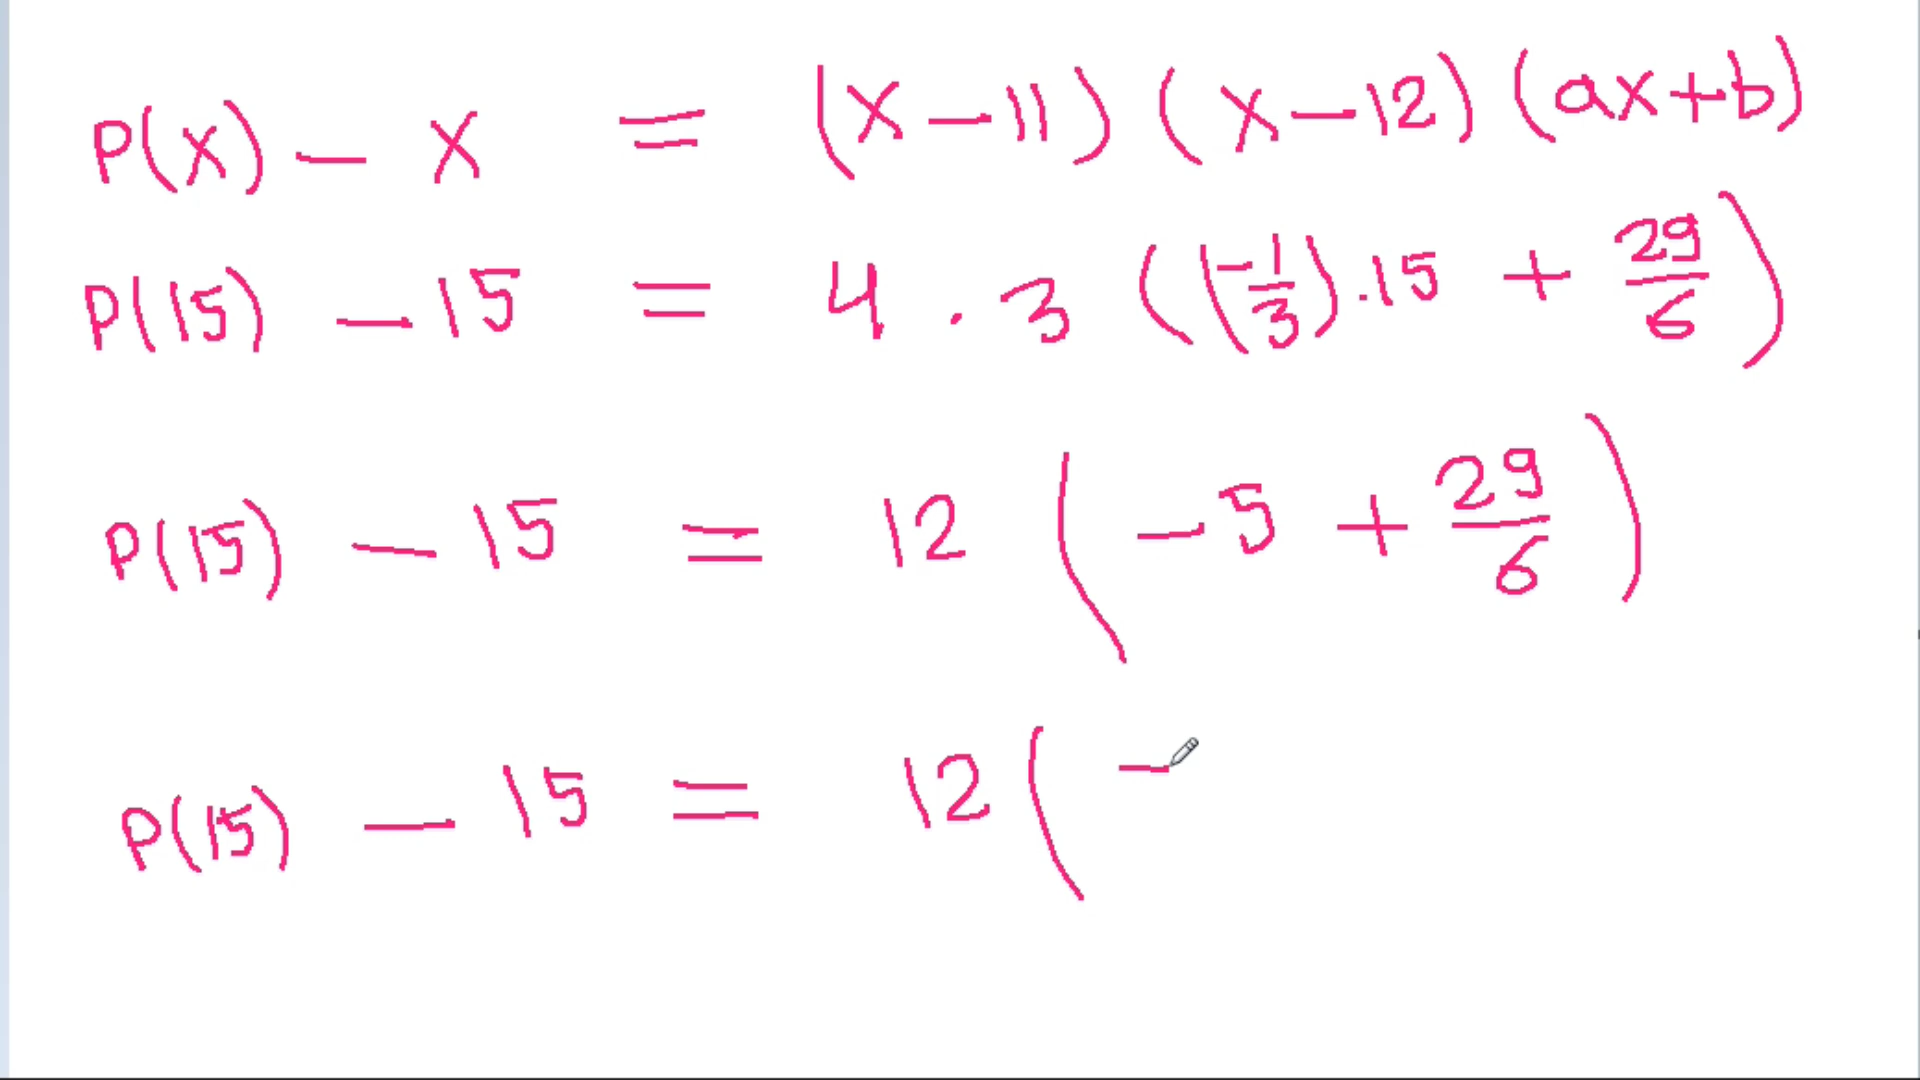 P(x) - x = (x-11) (x-12) (ax+b)
P(15) - 15 = 4 . 3 ((-1/3).15 + 29/6)
P(15) - 15 = 12 (-5 + 29/6)
P(15) - 15 = 12 (-